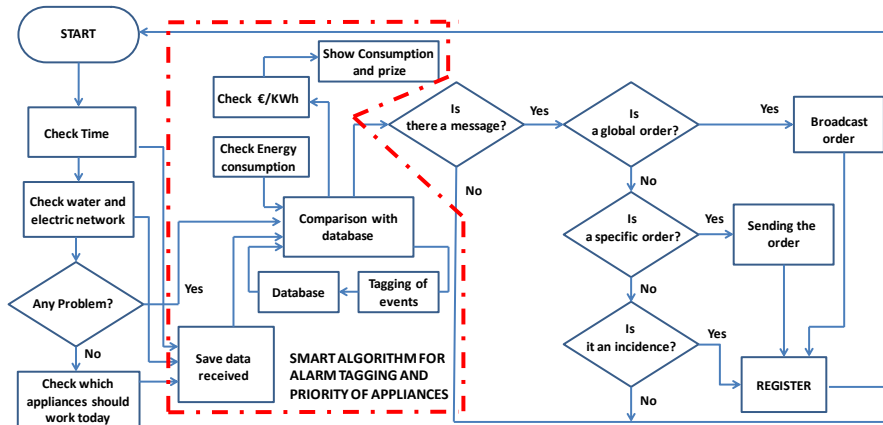 START
Check Time
Check water and
electric network
Any Problem?
Yes
No
Check which
appliances should
work today
Show Consumption
and prize
Check €/KWh
Check Energy
consumption
Comparison with
database
Database
Tagging of
events
Save data
received
SMART ALGORITHM FOR
ALARM TAGGING AND
PRIORITY OF APPLIANCES
Is
there a message?
Yes
No
Is
a global order?
Yes
No
Broadcast
order
Is
a specific order?
Yes
No
Sending the
order
Is
it an incidence?
Yes
No
REGISTER